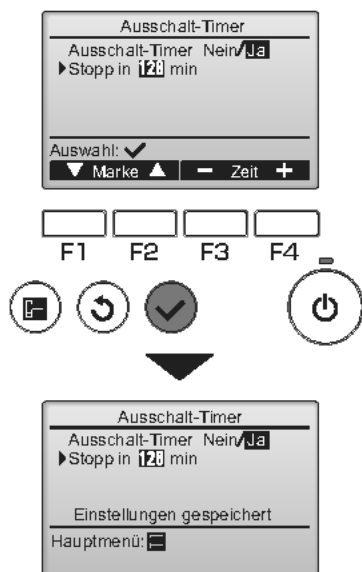 Ausschalt-Timer
Ausschalt-Timer Nein/Ja
Stopp in 120 min
Auswahl:
Marke
Zeit
F1 F2 F3 F4
Ausschalt-Timer
Ausschalt-Timer Nein/Ja
Stopp in 120 min
Einstellungen gespeichert
Hauptmenü: